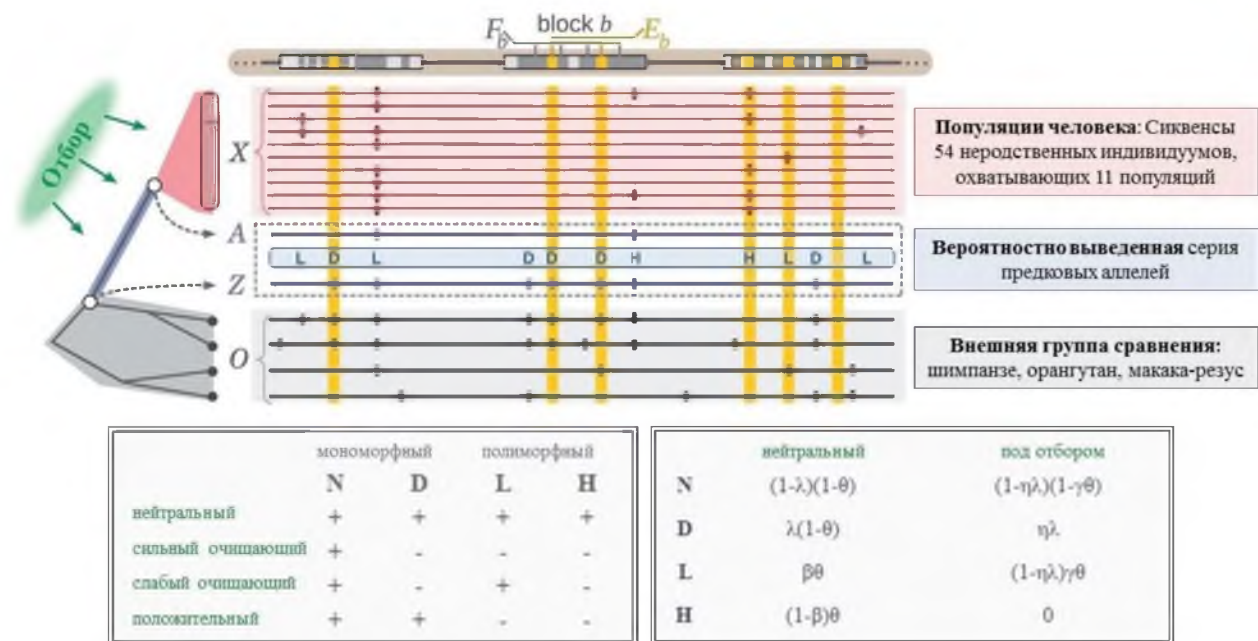 block b
F_b
E_b
Отбор
X
Популяции человека: Сиквенсы
54 неродственных индивидуумов,
охватывающих 11 популяций
A
L D L D D D H H L D L
Z
Вероятностно выведенная серия
предковых аллелей
O
Внешняя группа сравнения:
шимпанзе, орангутан, макака-резус
мономорфный полиморфный
N D L H
нейтральный + + + +
сильный очищающий + - - -
слабый очищающий + - + -
положительный + + - -
нейтральный под отбором
N (1-λ)(1-θ) (1-ηλ)(1-γθ)
D λ(1-θ) ηλ
L βθ (1-ηλ)γθ
H (1-β)θ 0